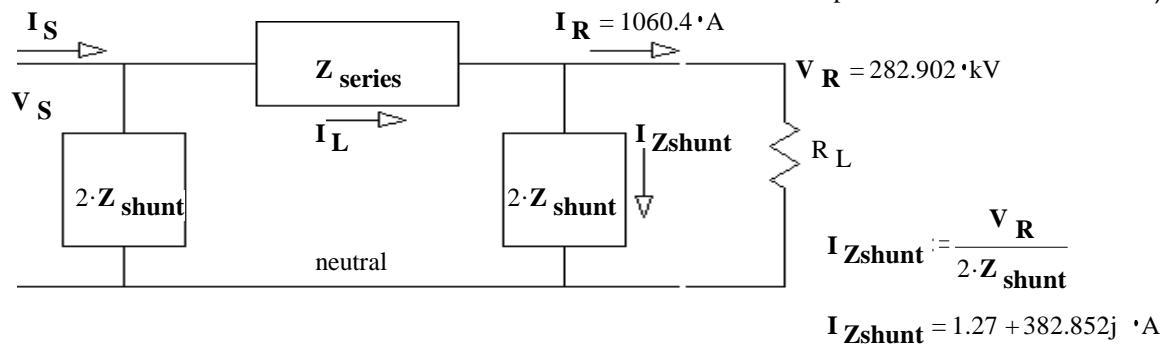 I S
I R = 1060.4 · A
Z series
V R = 282.902 · kV
V S
I L
I Zshunt
R L
2 · Z shunt
2 · Z shunt
neutral
I Zshunt := V R / 2 · Z shunt
I Zshunt = 1.27 + 382.852j · A